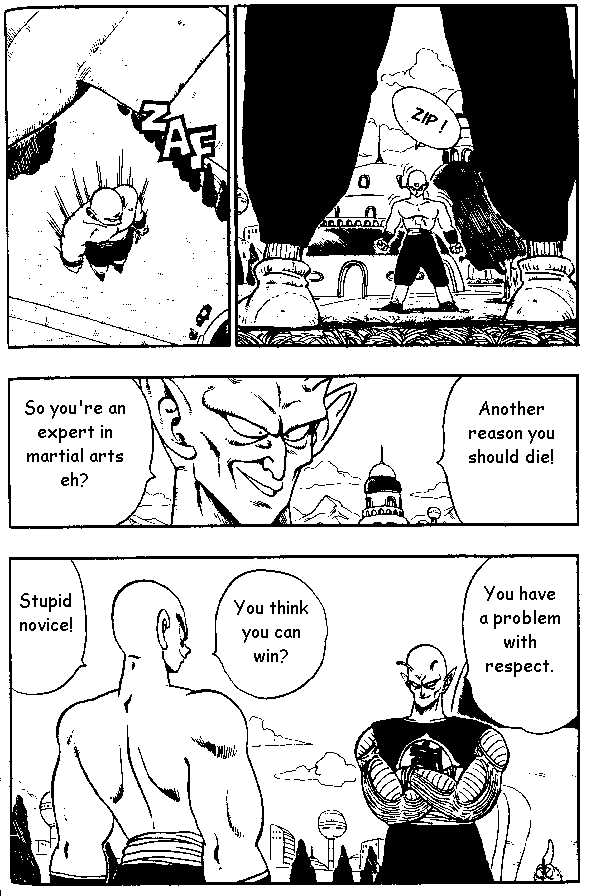 ZIP!
ZAF
Another
reason you
should die!
So you're an
expert in
martial arts
eh?
You have
a problem
with
respect.
You think
you can
win?
Stupid
novice!